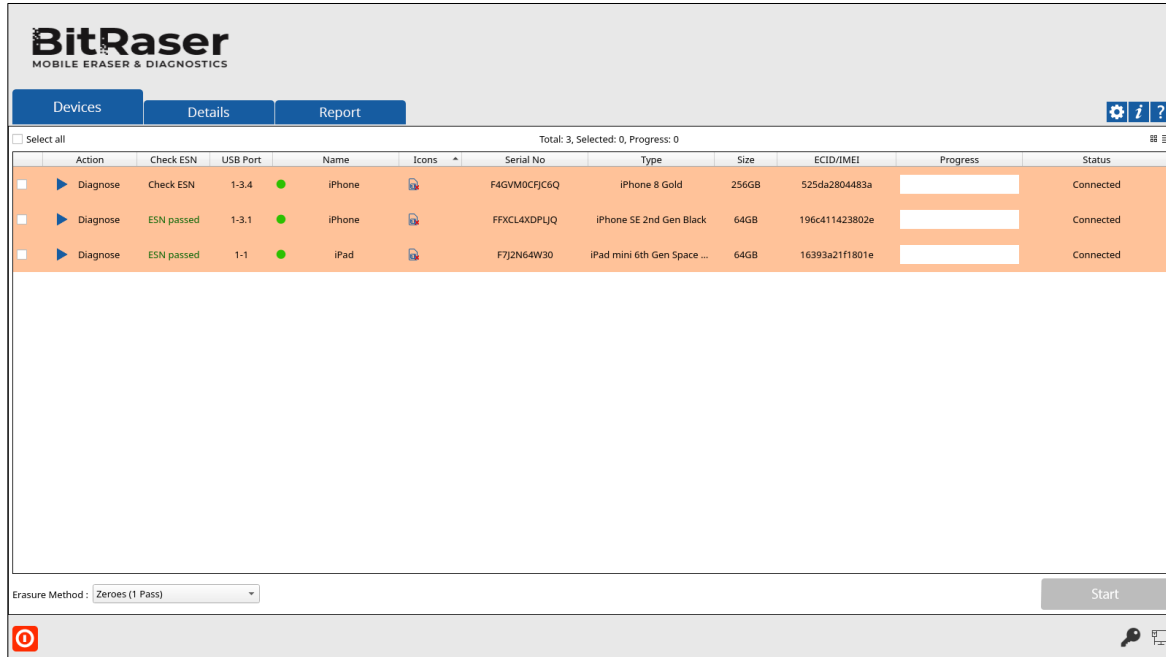 BitRaser
MOBILE ERASER & DIAGNOSTICS
Devices Details Report i ?
Select all Total: 3, Selected: 0, Progress: 0
Action Check ESN USB Port Name Icons Serial No Type Size ECID/IMEI Progress Status
Diagnose Check ESN 1-3.4 iPhone F4GVM0CFJC6Q iPhone 8 Gold 256GB 525da2804483a Connected
Diagnose ESN passed 1-3.1 iPhone FFXCL4XDPLJQ iPhone SE 2nd Gen Black 64GB 196c411423802e Connected
Diagnose ESN passed 1-1 iPad F7J2N64W30 iPad mini 6th Gen Space ... 64GB 16393a21f1801e Connected
Erasure Method : Zeroes (1 Pass) Start